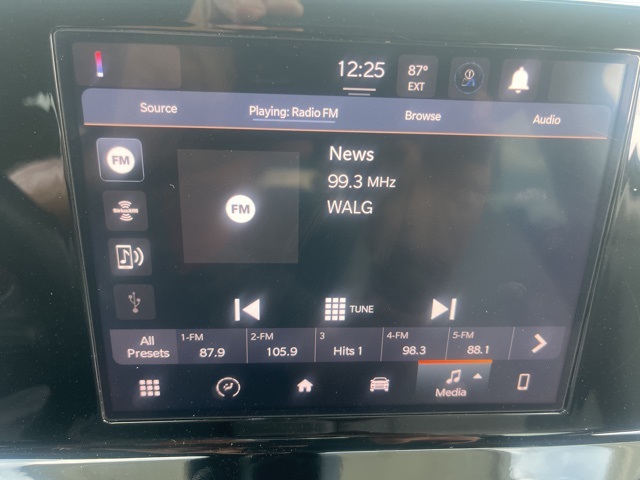 12:25
87°
EXT
Source Playing: Radio FM Browse Audio
FM
News
99.3 MHz
FM
WALG
SiriusXM
TUNE
All Presets
1-FM
87.9
2-FM
105.9
3
Hits 1
4-FM
98.3
5-FM
88.1
Media